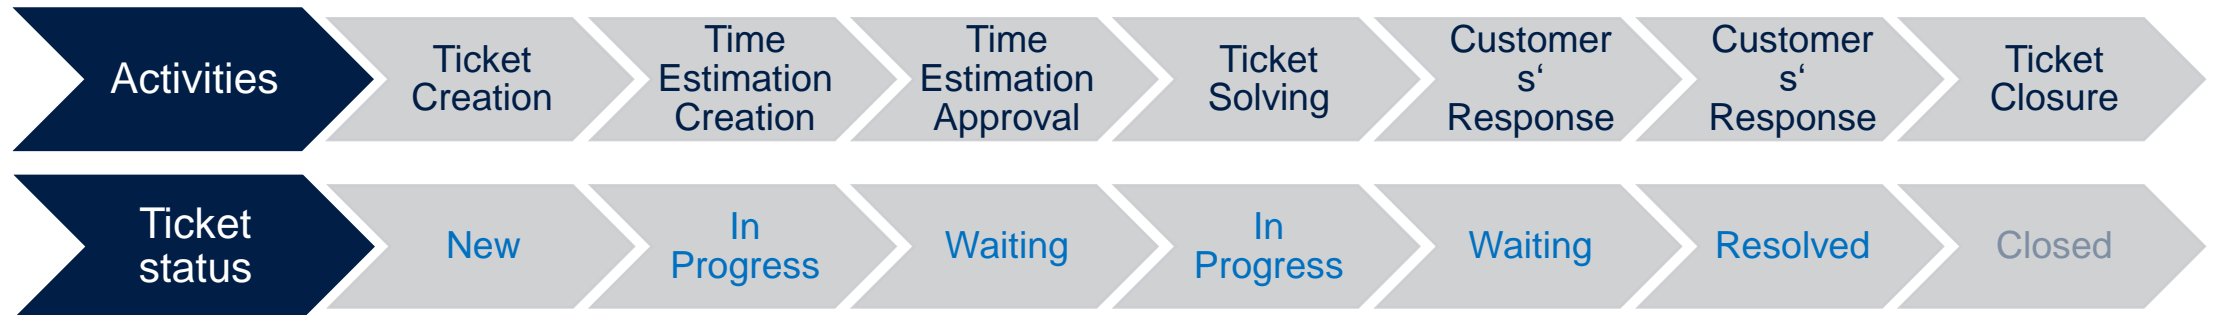 Activities
Ticket
Creation
Time
Estimation
Creation
Time
Estimation
Approval
Ticket
Solving
Customer
s‘
Response
Customer
s‘
Response
Ticket
Closure
Ticket
status
New
In
Progress
Waiting
In
Progress
Waiting
Resolved
Closed